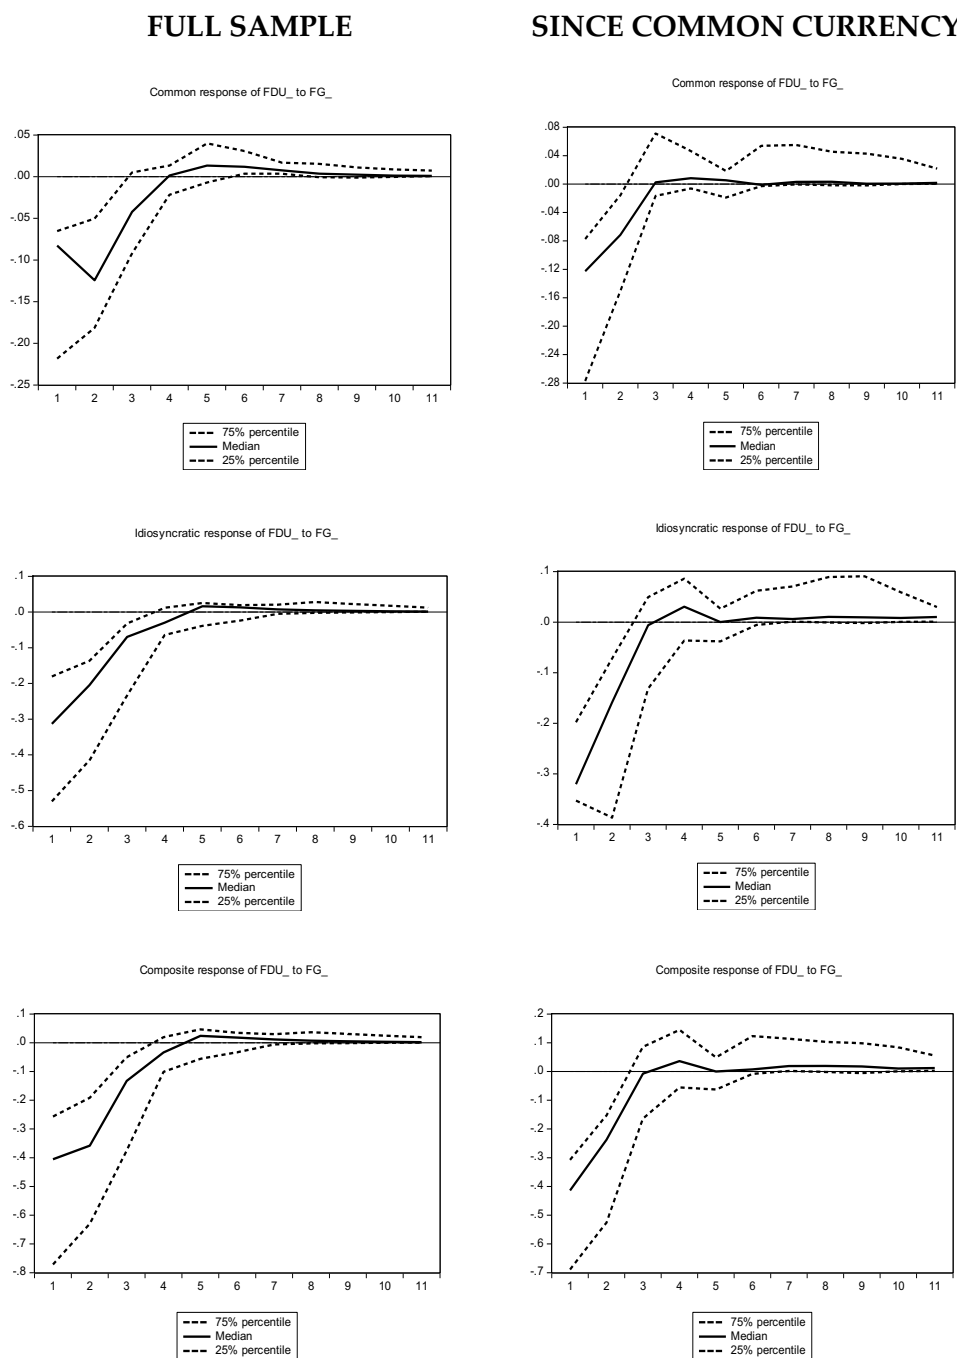 FULL SAMPLE
SINCE COMMON CURRENCY
Common response of FDU_ to FG_
.05
.00
-.05
-.10
-.15
-.20
-.25
1 2 3 4 5 6 7 8 9 10 11
75% percentile
Median
25% percentile
Common response of FDU_ to FG_
.08
.04
.00
-.04
-.08
-.12
-.16
-.20
-.24
-.28
1 2 3 4 5 6 7 8 9 10 11
75% percentile
Median
25% percentile
Idiosyncratic response of FDU_ to FG_
.1
.0
-.1
-.2
-.3
-.4
-.5
-.6
1 2 3 4 5 6 7 8 9 10 11
75% percentile
Median
25% percentile
Idiosyncratic response of FDU_ to FG_
.1
.0
-.1
-.2
-.3
-.4
1 2 3 4 5 6 7 8 9 10 11
75% percentile
Median
25% percentile
Composite response of FDU_ to FG_
.1
.0
-.1
-.2
-.3
-.4
-.5
-.6
-.7
-.8
1 2 3 4 5 6 7 8 9 10 11
75% percentile
Median
25% percentile
Composite response of FDU_ to FG_
.2
.1
.0
-.1
-.2
-.3
-.4
-.5
-.6
-.7
1 2 3 4 5 6 7 8 9 10 11
75% percentile
Median
25% percentile